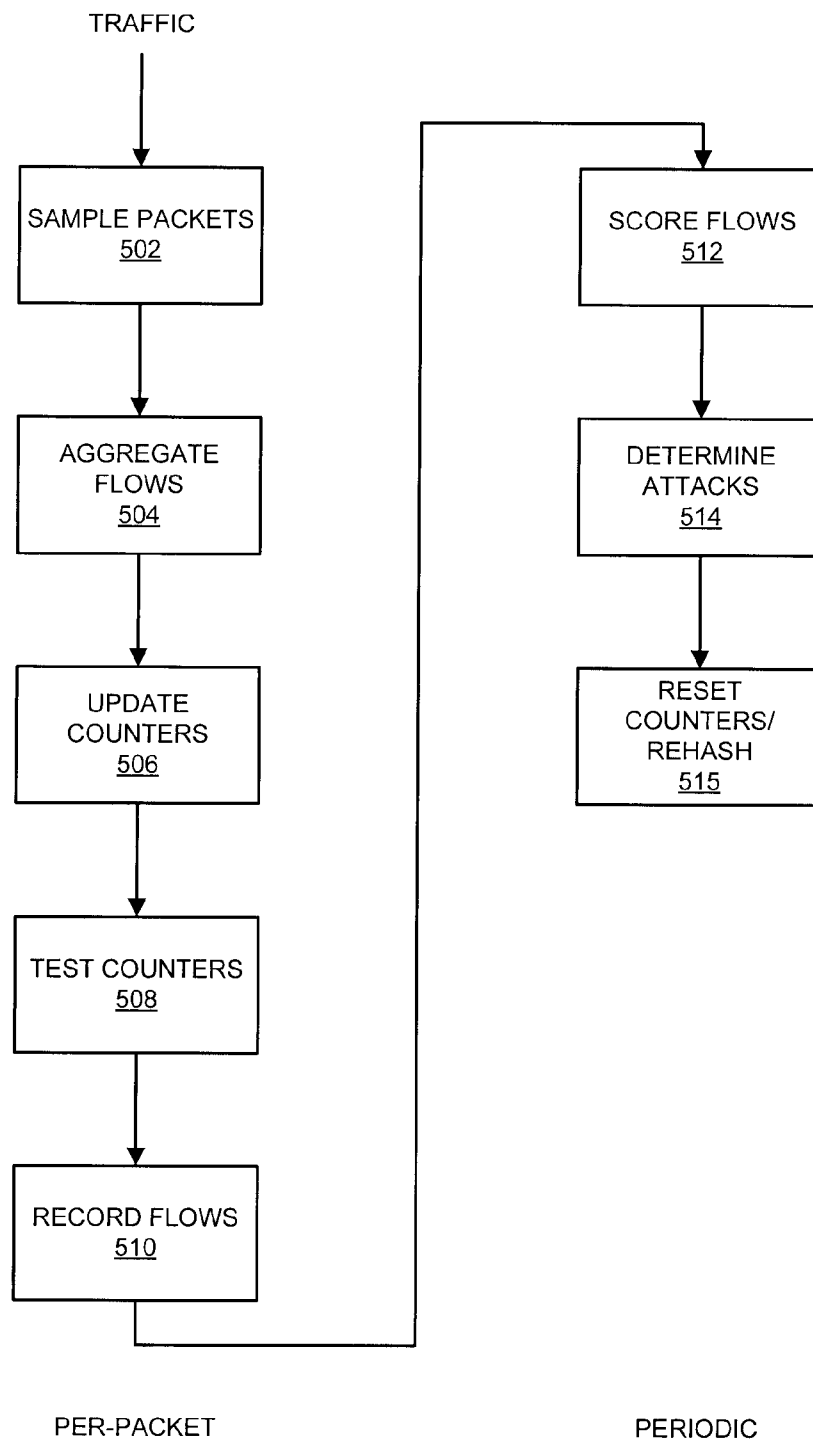 TRAFFIC
SAMPLE PACKETS
502
AGGREGATE
FLOWS
504
UPDATE
COUNTERS
506
TEST COUNTERS
508
RECORD FLOWS
510
PER-PACKET
SCORE FLOWS
512
DETERMINE
ATTACKS
514
RESET
COUNTERS/
REHASH
515
PERIODIC